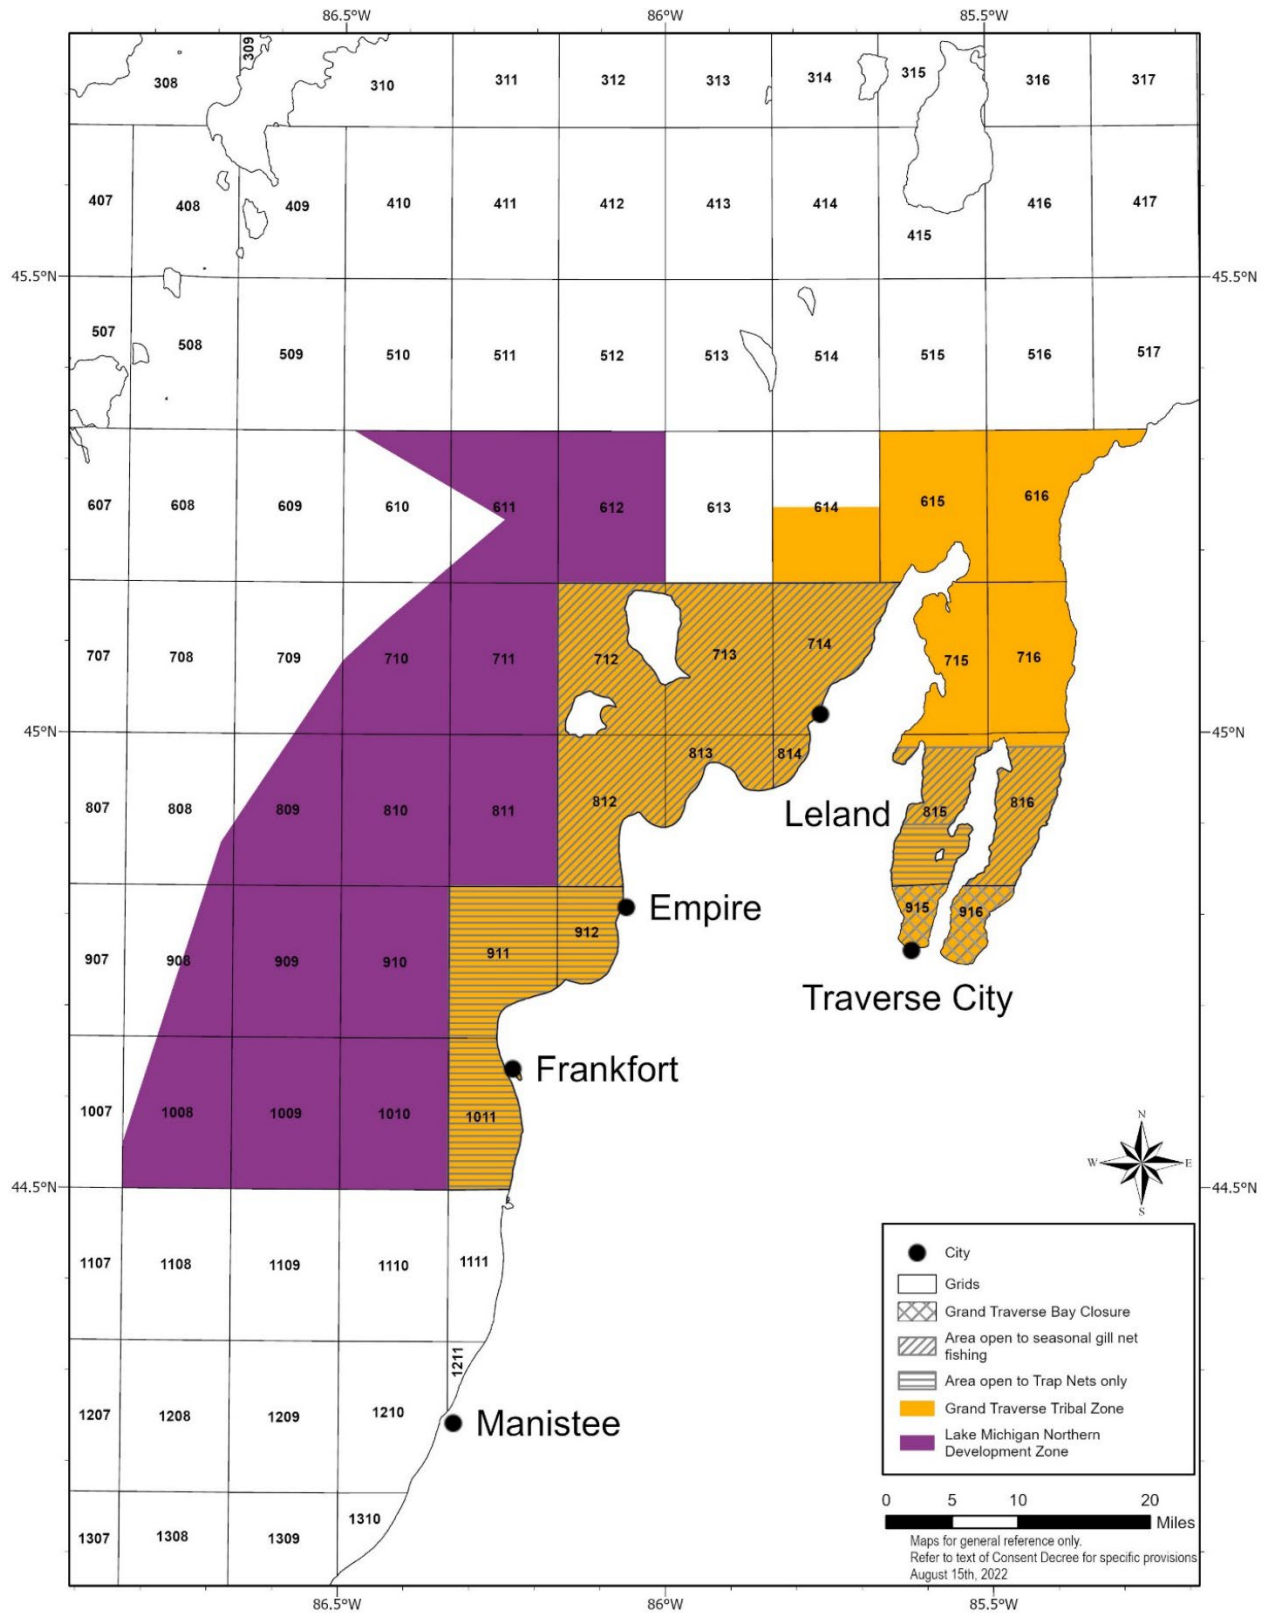 86.5°W 86°W 85.5°W
309
308 310 311 312 313 314 315 316 317
407 408 409 410 411 412 413 414 416 417
415
45.5°N 45.5°N
507 508 509 510 511 512 513 514 515 516 517
607 608 609 610 611 612 613 614 615 616
707 708 709 710 711 712 713 714 715 716
45°N 45°N
813 814
807 808 809 810 811 812 815 816
Leland
Empire
915 916
907 908 909 910 911 912
Traverse City
Frankfort
1007 1008 1009 1010 1011
N
W E
S
44.5°N 44.5°N
1107 1108 1109 1110 1111
1211
1207 1208 1209 1210
Manistee
1307 1308 1309 1310
City
Grids
Grand Traverse Bay Closure
Area open to seasonal gill net
fishing
Area open to Trap Nets only
Grand Traverse Tribal Zone
Lake Michigan Northern
Development Zone
0 5 10 20
Miles
Maps for general reference only.
Refer to text of Consent Decree for specific provisions
August 15th, 2022
86.5°W 86°W 85.5°W